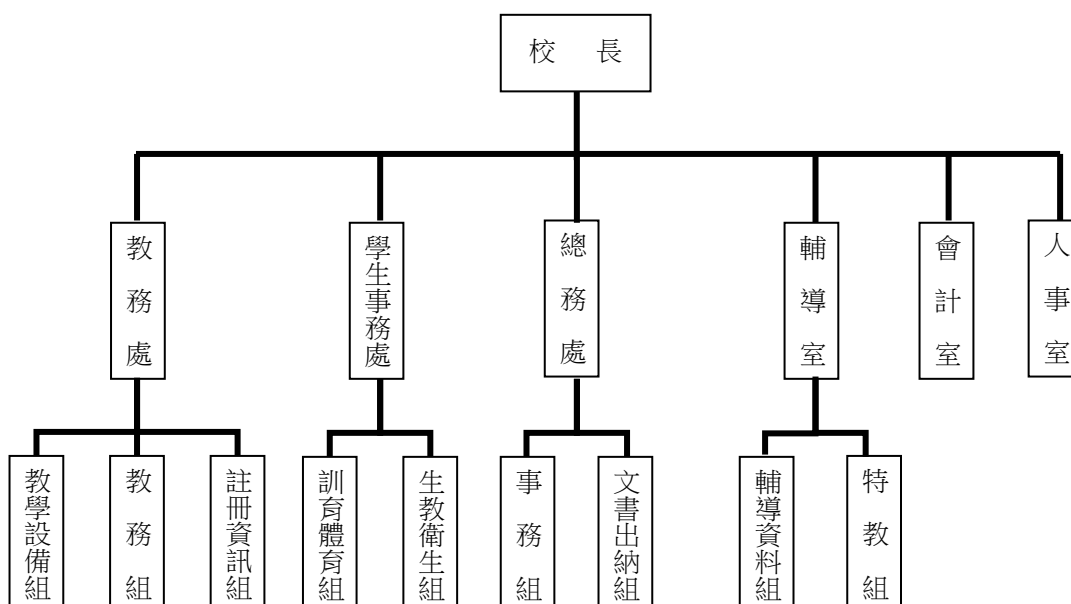 校 長
教務處
學生事務處
總務處
輔導室
會計室
人事室
教學設備組
教務組
註冊資訊組
訓育體育組
生教衛生組
事務組
文書出納組
輔導資料組
特教組